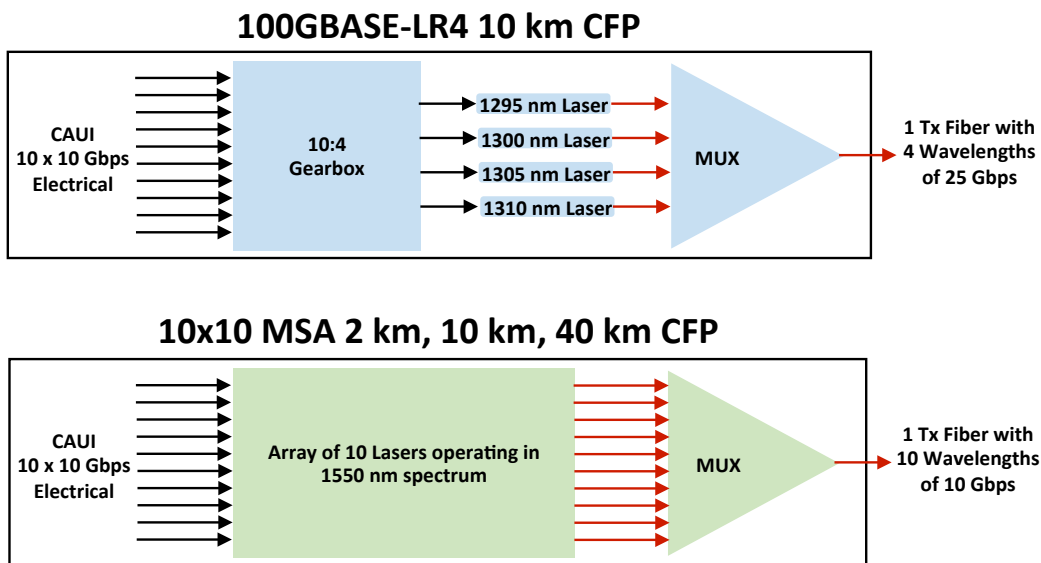 100GBASE-LR4 10 km CFP
CAUI
10 x 10 Gbps
Electrical
10:4
Gearbox
1295 nm Laser
1300 nm Laser
1305 nm Laser
1310 nm Laser
MUX
1 Tx Fiber with
4 Wavelengths
of 25 Gbps
10x10 MSA 2 km, 10 km, 40 km CFP
CAUI
10 x 10 Gbps
Electrical
Array of 10 Lasers operating in
1550 nm spectrum
MUX
1 Tx Fiber with
10 Wavelengths
of 10 Gbps